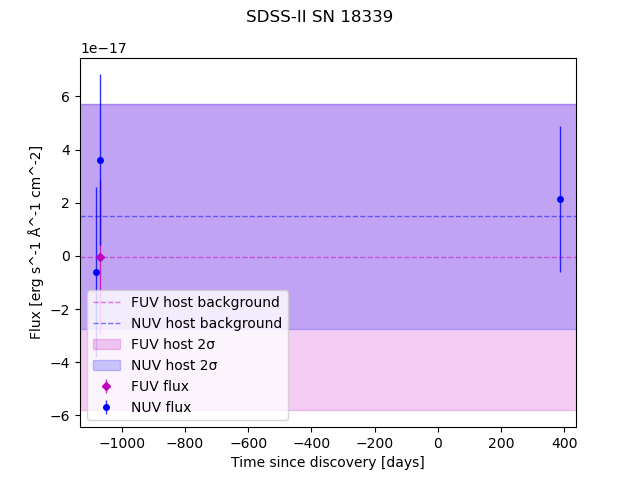 SDSS-II SN 18339
1e−17
Flux [erg s^-1 Å^-1 cm^-2]
6
4
2
0
−2
−4
−6
FUV host background
NUV host background
FUV host 2σ
NUV host 2σ
FUV flux
NUV flux
−1000 −800 −600 −400 −200 0 200 400
Time since discovery [days]